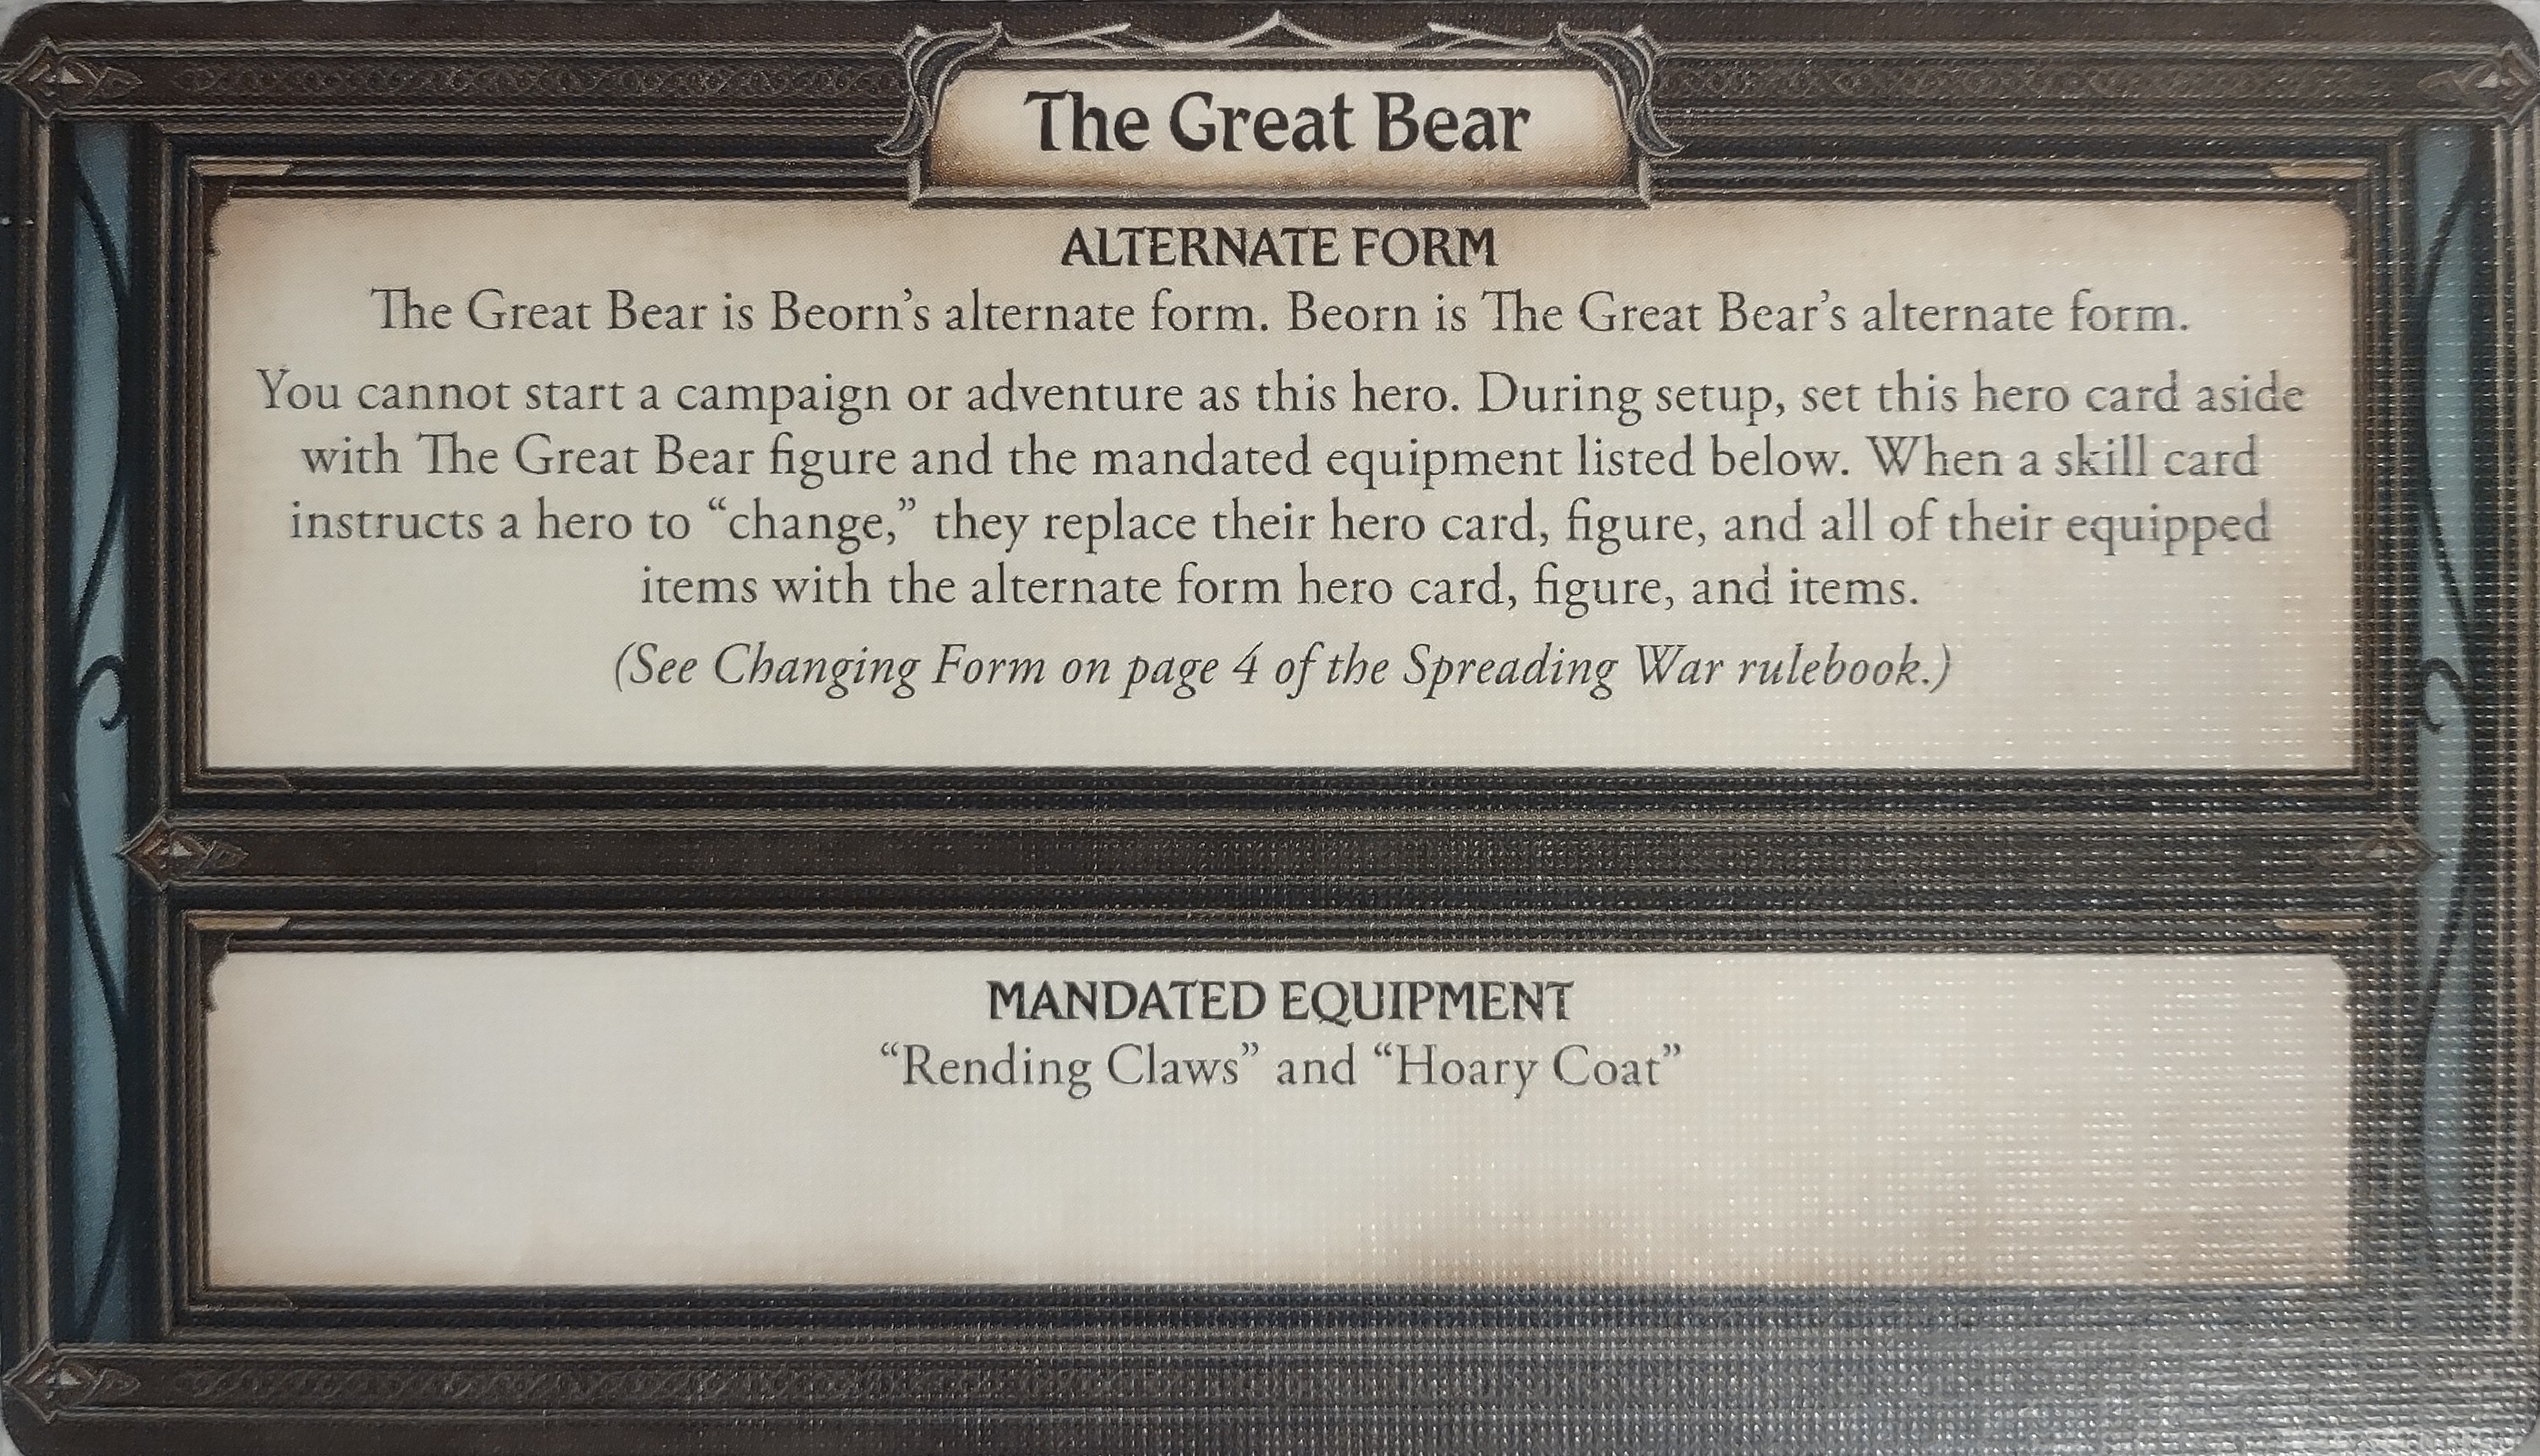 The Great Bear
ALTERNATE FORM
The Great Bear is Beorn’s alternate form. Beorn is The Great Bear’s alternate form.
You cannot start a campaign or adventure as this hero. During setup, set this hero card aside
with The Great Bear figure and the mandated equipment listed below. When a skill card
instructs a hero to “change,” they replace their hero card, figure, and all of their equipped
items with the alternate form hero card, figure, and items.
(See Changing Form on page 4 of the Spreading War rulebook.)
MANDATED EQUIPMENT
“Rending Claws” and “Hoary Coat”